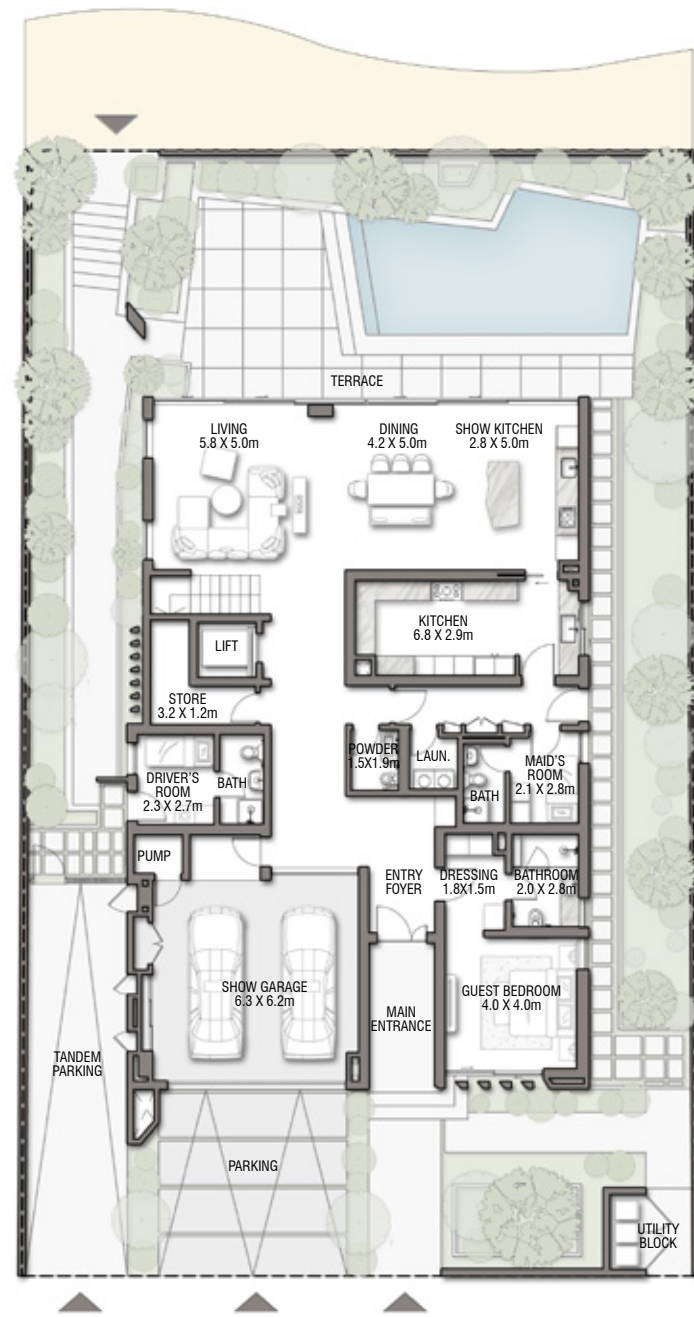 TERRACE
LIVING
5.8 X 5.0m
DINING
4.2 X 5.0m
SHOW KITCHEN
2.8 X 5.0m
KITCHEN
6.8 X 2.9m
LIFT
STORE
3.2 X 1.2m
POWDER
1.5X1.9m
LAUN.
MAID'S
ROOM
2.1 X 2.8m
BATH
DRIVER'S
ROOM
2.3 X 2.7m
BATH
PUMP
ENTRY
FOYER
DRESSING
1.8X1.5m
BATHROOM
2.0 X 2.8m
SHOW GARAGE
6.3 X 6.2m
GUEST BEDROOM
4.0 X 4.0m
MAIN
ENTRANCE
TANDEM
PARKING
PARKING
UTILITY
BLOCK